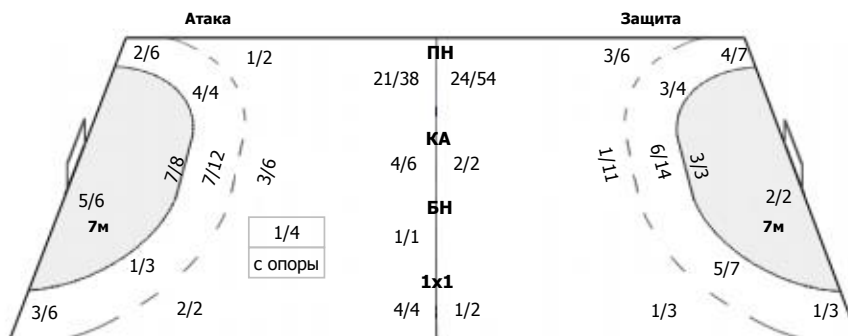 Атака Защита
2/6 1/2 ПН 3/6 4/7
21/38 24/54
4/4 3/4
КА
7/8 7/12 3/6 4/6 2/2 1/11 6/14 3/3
5/6 2/2
7м БН 7м
1/4 1/1
с опоры
1/3 5/7
1x1
3/6 2/2 4/4 1/2 1/3 1/3